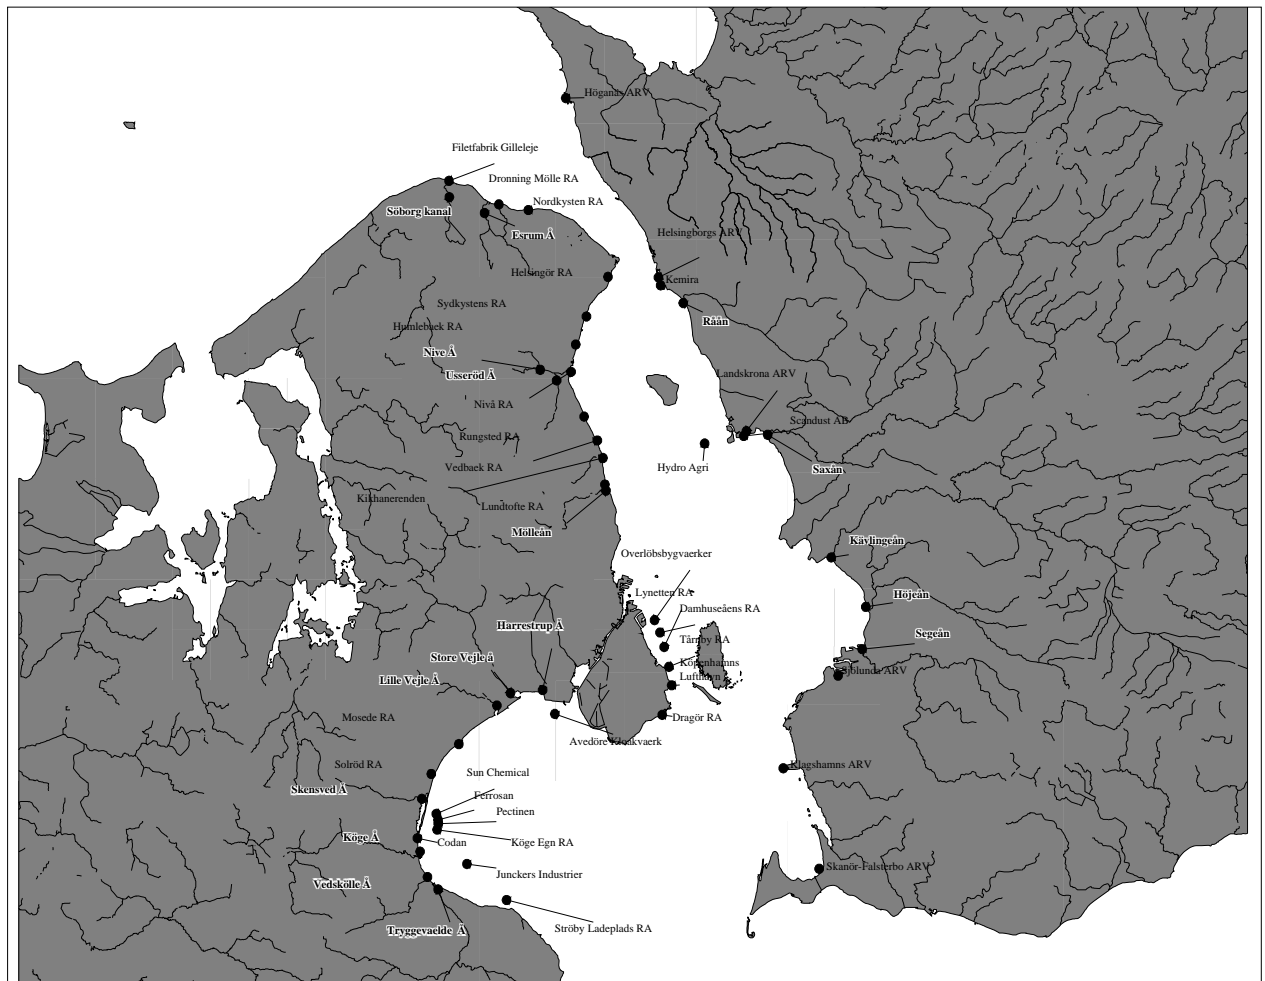 Höganäs ARV
Filetfabrik Gilleleje
Dronning Mölle RA
Nordkysten RA
Söborg kanal
Esrum Å
Helsingborgs ARV
Helsingör RA
Kemira
Sydkystens RA
Råån
Humlebaek RA
Nive Å
Usseröd Å
Landskrona ARV
Nivå RA
Scandust AB
Rungsted RA
Vedbaek RA
Hydro Agri
Saxån
Kikhanerenden
Lundtofte RA
Mölleån
Kävlingeån
Overlöbsbygvaerker
Lynetten RA
Höjeån
Damhuseåens RA
Harrestrup Å
Tårnby RA
Segeån
Store Vejle å
Köpenhamns
Lufthavn
Sjölunda ARV
Lille Vejle Å
Mosede RA
Dragör RA
Avedöre Kloakvaerk
Solröd RA
Klagshamns ARV
Sun Chemical
Skensved Å
Ferrosan
Pectinen
Köge Å
Codan
Köge Egn RA
Skanör-Falsterbo ARV
Junckers Industrier
Vedskölle Å
Tryggevaelde Å
Ströby Ladeplads RA